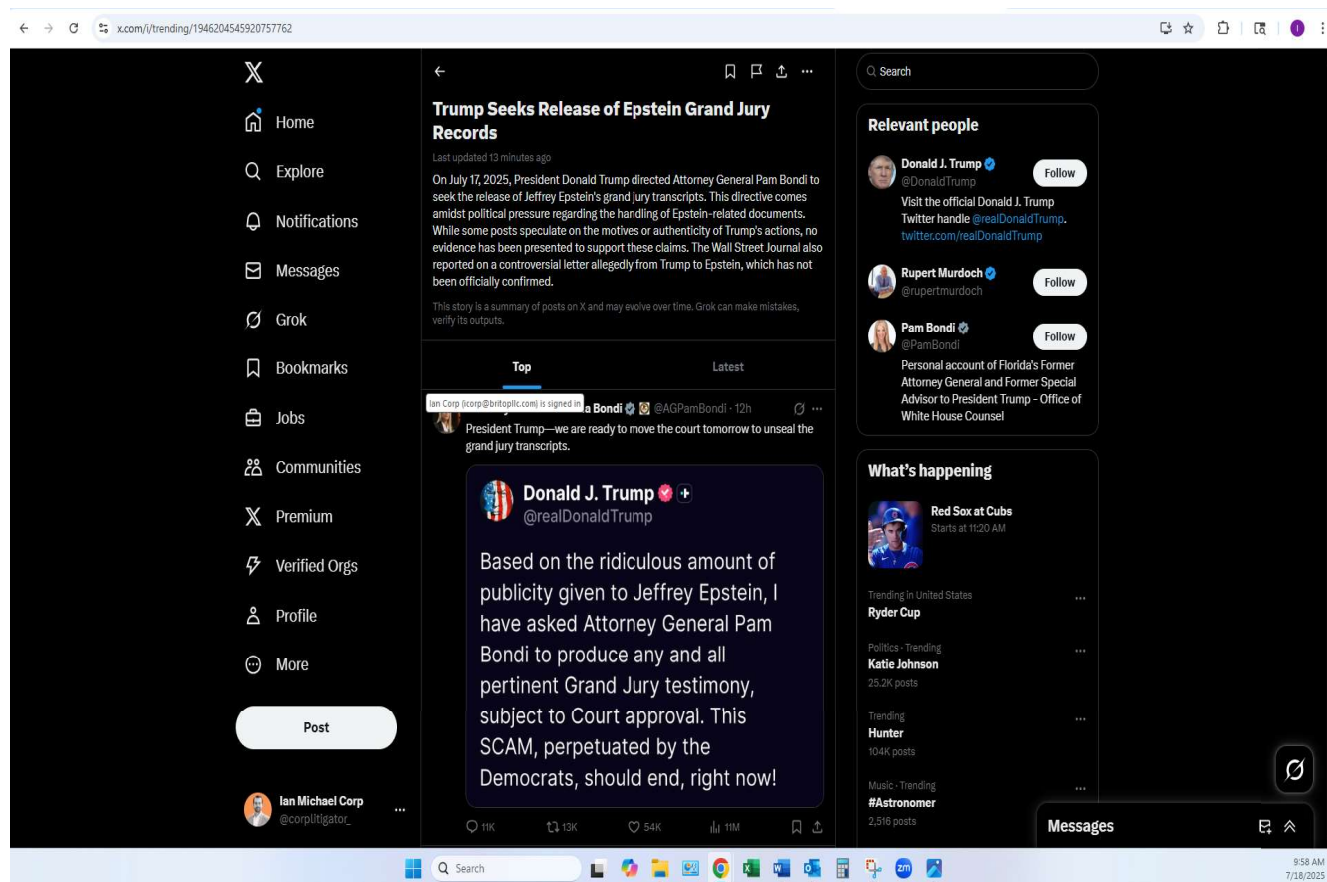 x.com/i/trending/1946204545920757762
Home
Explore
Notifications
Messages
Grok
Bookmarks
Jobs
Communities
Premium
Verified Orgs
Profile
More
Post
Ian Michael Corp
@corplitigator_
Trump Seeks Release of Epstein Grand Jury
Records
Last updated 13 minutes ago
On July 17, 2025, President Donald Trump directed Attorney General Pam Bondi to
seek the release of Jeffrey Epstein's grand jury transcripts. This directive comes
amidst political pressure regarding the handling of Epstein-related documents.
While some posts speculate on the motives or authenticity of Trump's actions, no
evidence has been presented to support these claims. The Wall Street Journal also
reported on a controversial letter allegedly from Trump to Epstein, which has not
been officially confirmed.
This story is a summary of posts on X and may evolve over time. Grok can make mistakes,
verify its outputs.
Top
Latest
Ian Corp (icorp@britopllc.com) is signed in
a Bondi @AGPamBondi · 12h
President Trump—we are ready to move the court tomorrow to unseal the
grand jury transcripts.
Donald J. Trump
@realDonaldTrump
Based on the ridiculous amount of
publicity given to Jeffrey Epstein, I
have asked Attorney General Pam
Bondi to produce any and all
pertinent Grand Jury testimony,
subject to Court approval. This
SCAM, perpetuated by the
Democrats, should end, right now!
11K
13K
54K
11M
Search
Relevant people
Donald J. Trump
@DonaldTrump
Follow
Visit the official Donald J. Trump
Twitter handle @realDonaldTrump.
twitter.com/realDonaldTrump
Rupert Murdoch
@rupertmurdoch
Follow
Pam Bondi
@PamBondi
Follow
Personal account of Florida's Former
Attorney General and Former Special
Advisor to President Trump - Office of
White House Counsel
What's happening
Red Sox at Cubs
Starts at 11:20 AM
Trending in United States
Ryder Cup
Politics · Trending
Katie Johnson
25.2K posts
Trending
Hunter
104K posts
Music · Trending
#Astronomer
2,516 posts
Messages
Search
zm
9:58 AM
7/18/2025